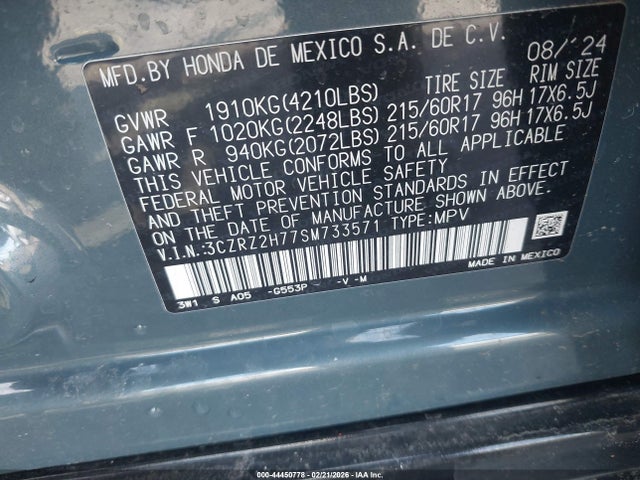 MFD.BY HONDA DE MEXICO S.A. DE C.V. 08/'24
TIRE SIZE RIM SIZE
GVWR 1910KG(4210LBS)
GAWR F 1020KG(2248LBS) 215/60R17 96H 17X6.5J
GAWR R 940KG(2072LBS) 215/60R17 96H 17X6.5J
THIS VEHICLE CONFORMS TO ALL APPLICABLE
FEDERAL MOTOR VEHICLE SAFETY
AND THEFT PREVENTION STANDARDS IN EFFECT
ON THE DATE OF MANUFACTURE SHOWN ABOVE.
V.I.N.:3CZRZ2H77SM733571 TYPE:MPV
3W1 S A05 -G553P -V -M MADE IN MEXICO
000-44450778 - 02/21/2026 - IAA Inc.